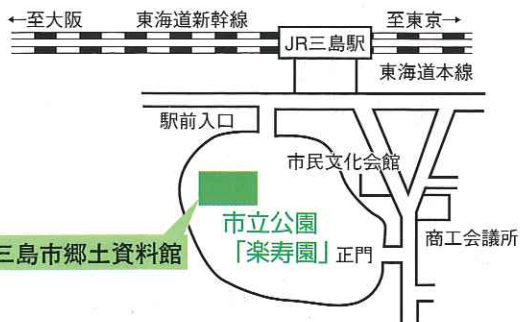 ←至大阪
東海道新幹線
至東京→
JR三島駅
東海道本線
駅前入口
市民文化会館
市立公園
「楽寿園」
正門
商工会議所
三島市郷土資料館